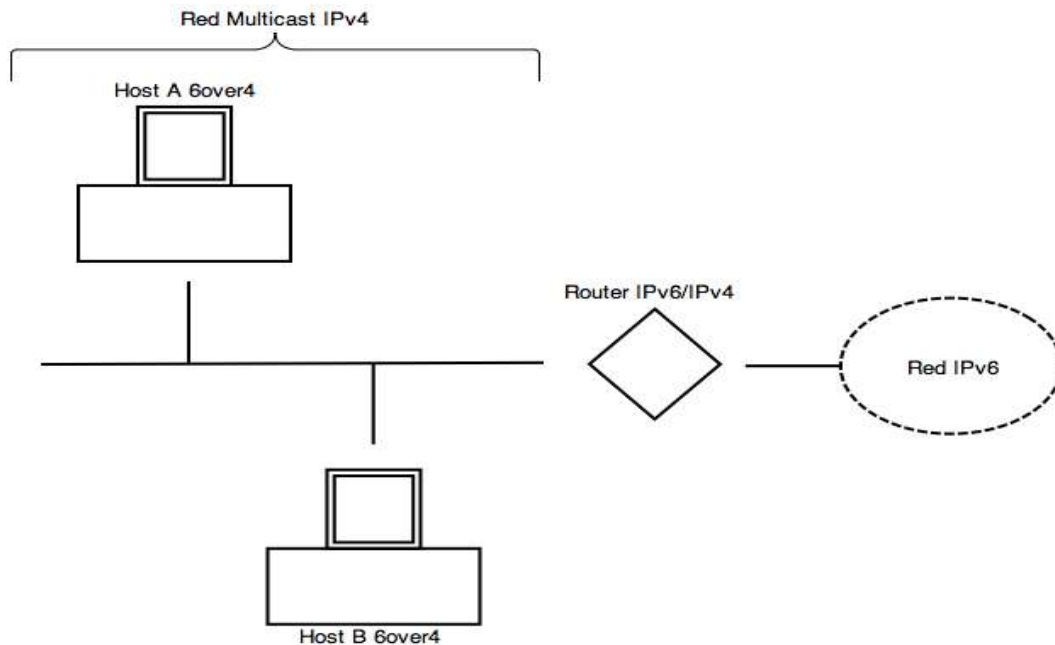 Red Multicast IPv4
Host A 6over4
Router IPv6/IPv4
Red IPv6
Host B 6over4